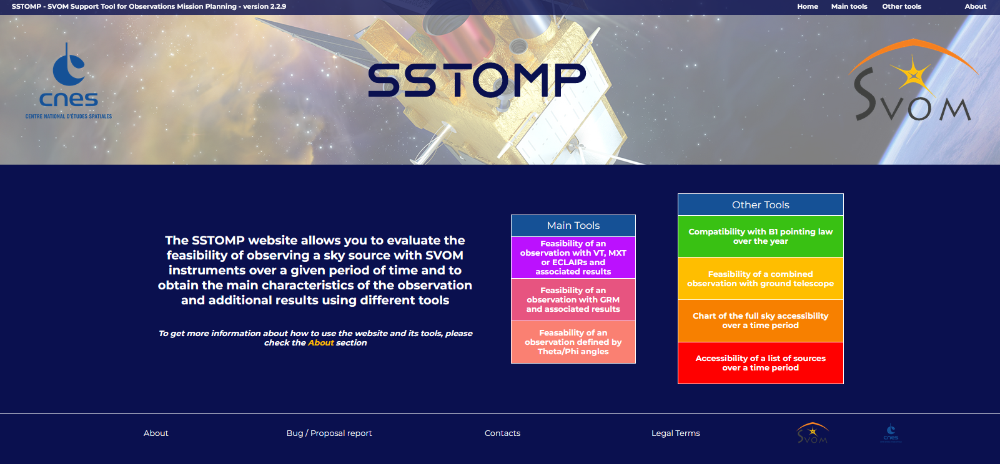 SSTOMP - SVOM Support Tool for Observations Mission Planning - version 2.2.9
Home
Main tools
Other tools
About
cnes
CENTRE NATIONAL D'ÉTUDES SPATIALES
SSTOMP
SVOM
The SSTOMP website allows you to evaluate the
feasibility of observing a sky source with SVOM
instruments over a given period of time and to
obtain the main characteristics of the observation
and additional results using different tools
To get more information about how to use the website and its tools, please
check the About section
Main Tools
Feasibility of an
observation with VT, MXT
or ECLAIRs and
associated results
Feasibility of an
observation with GRM
and associated results
Feasability of an
observation defined by
Theta/Phi angles
Other Tools
Compatibility with B1 pointing law
over the year
Feasibility of a combined
observation with ground telescope
Chart of the full sky accessibility
over a time period
Accessibility of a list of sources
over a time period
About
Bug / Proposal report
Contacts
Legal Terms
SVOM
cnes